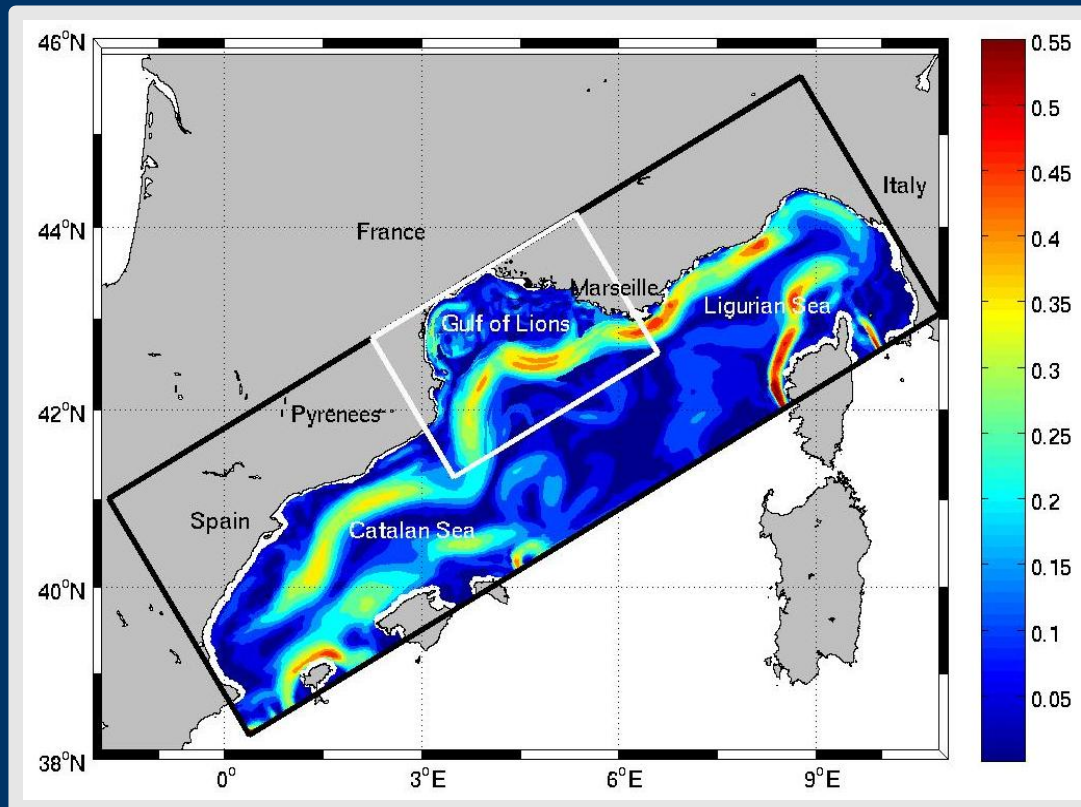 46°N
44°N
42°N
40°N
38°N
0°
3°E
6°E
9°E
France
Italy
Marseille
Ligurian Sea
Gulf of Lions
Pyrenees
Spain
Catalan Sea
0.55
0.5
0.45
0.4
0.35
0.3
0.25
0.2
0.15
0.1
0.05